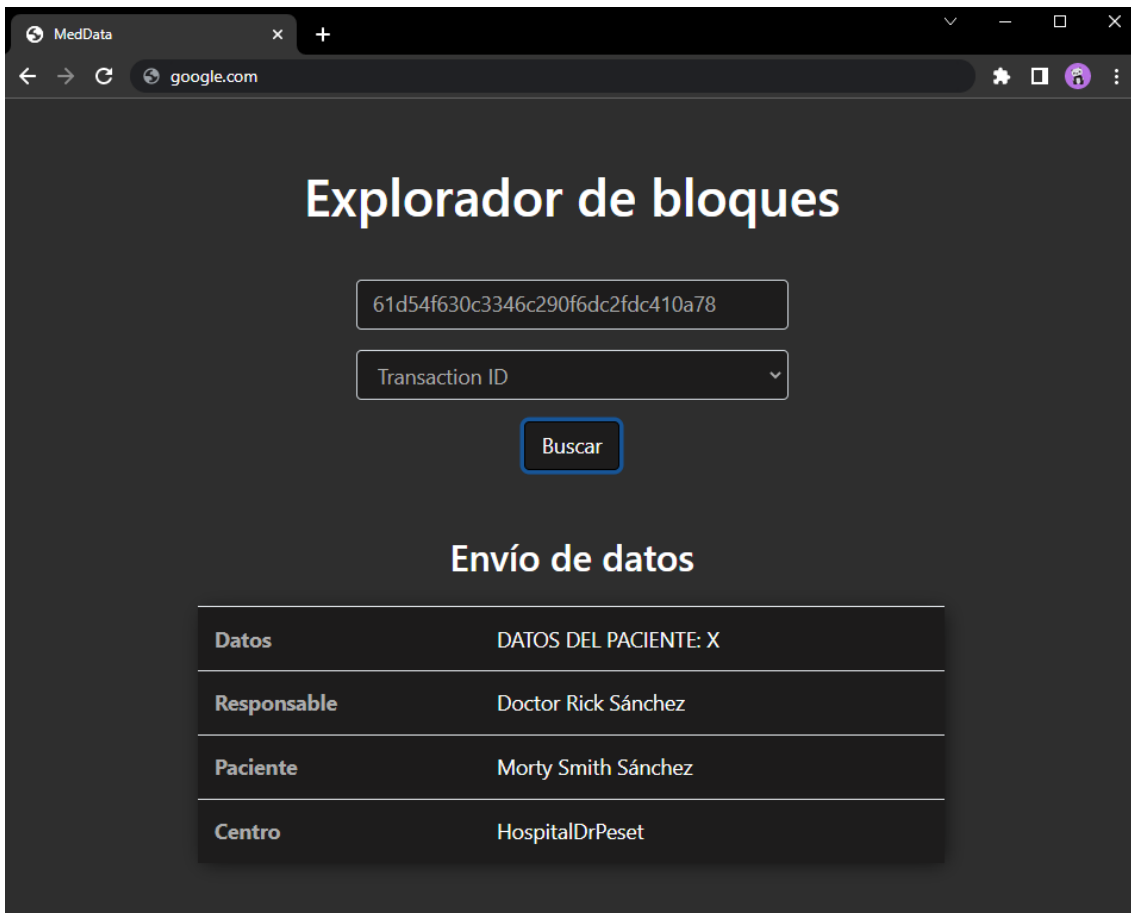 MedData
google.com
Explorador de bloques
61d54f630c3346c290f6dc2fdc410a78
Transaction ID
Buscar
Envío de datos
Datos DATOS DEL PACIENTE: X
Responsable Doctor Rick Sánchez
Paciente Morty Smith Sánchez
Centro HospitalDrPeset